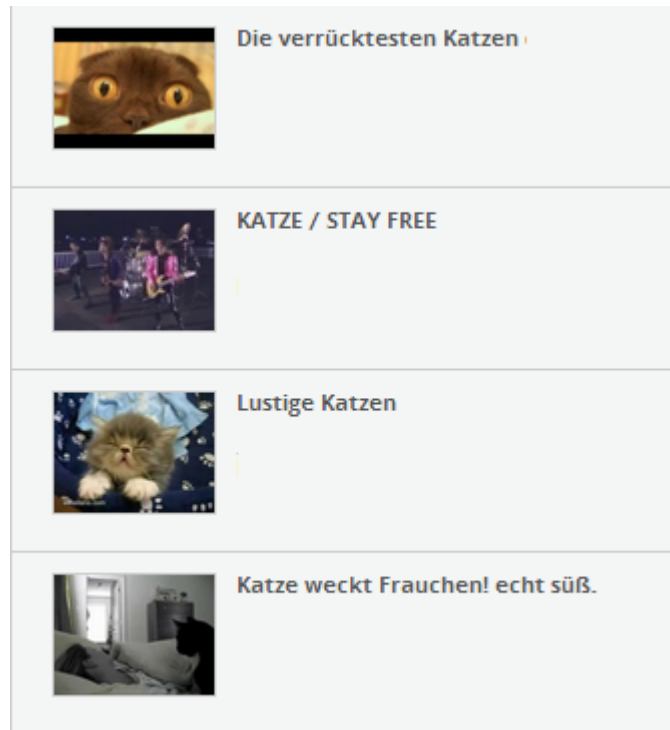 Die verrücktesten Katzen
KATZE / STAY FREE
Lustige Katzen
Katze weckt Frauchen! echt süß.